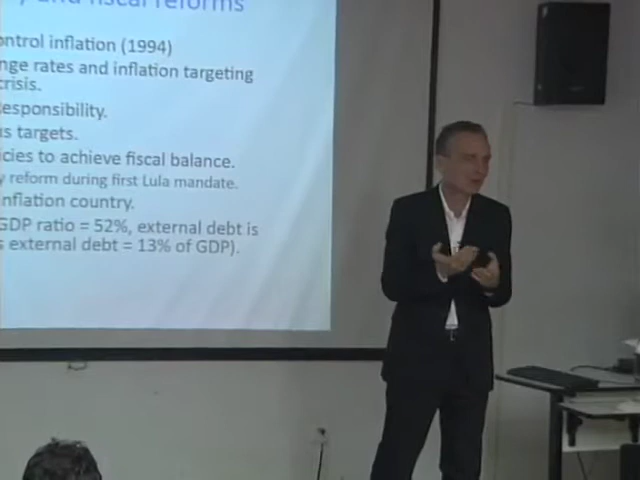 and fiscal reforms
ontrol inflation (1994)
nge rates and inflation targeting
crisis.
esponsibility.
is targets.
cies to achieve fiscal balance.
y reform during first Lula mandate.
nflation country.
GDP ratio = 52%, external debt is
s external debt = 13% of GDP).